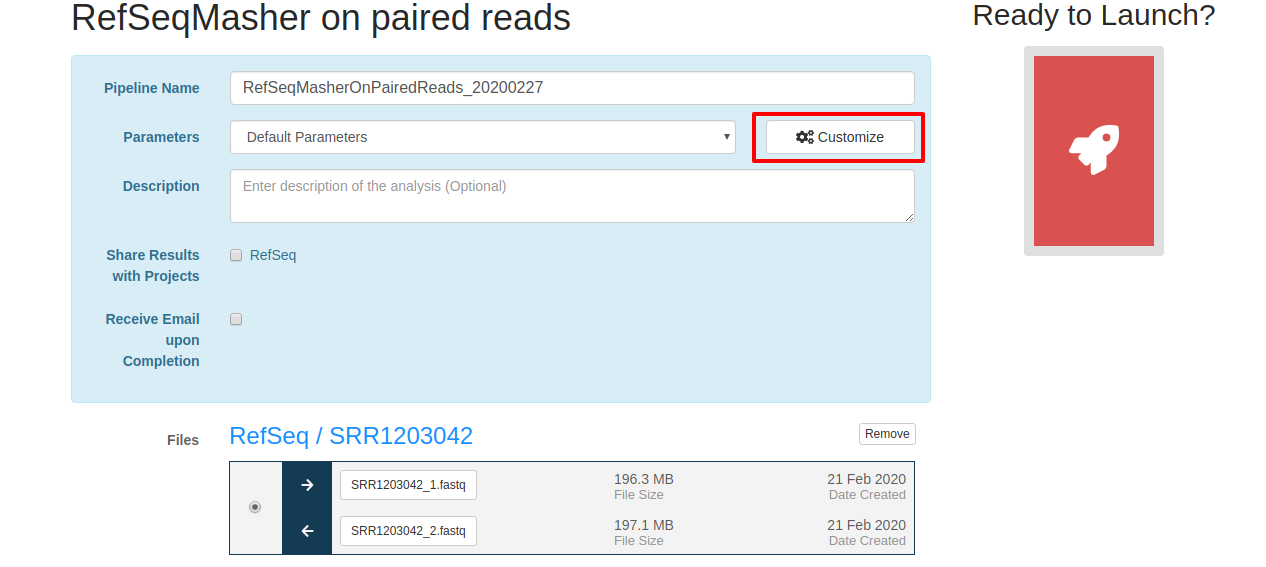 RefSeqMasher on paired reads
Ready to Launch?
Pipeline Name
RefSeqMasherOnPairedReads_20200227
Parameters
Default Parameters
Customize
Description
Enter description of the analysis (Optional)
Share Results
with Projects
RefSeq
Receive Email
upon
Completion
Files
RefSeq / SRR1203042
Remove
SRR1203042_1.fastq
196.3 MB
File Size
21 Feb 2020
Date Created
SRR1203042_2.fastq
197.1 MB
File Size
21 Feb 2020
Date Created